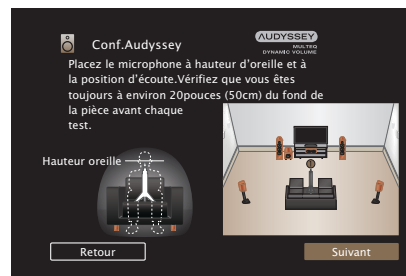 Conf.Audyssey
AUDYSSEY
MULTEQ
DYNAMIC VOLUME
Placez le microphone à hauteur d'oreille et à
la position d'écoute.Vérifiez que vous êtes
toujours à environ 20pouces (50cm) du fond de
la pièce avant chaque
test.
Hauteur oreille
Retour
Suivant